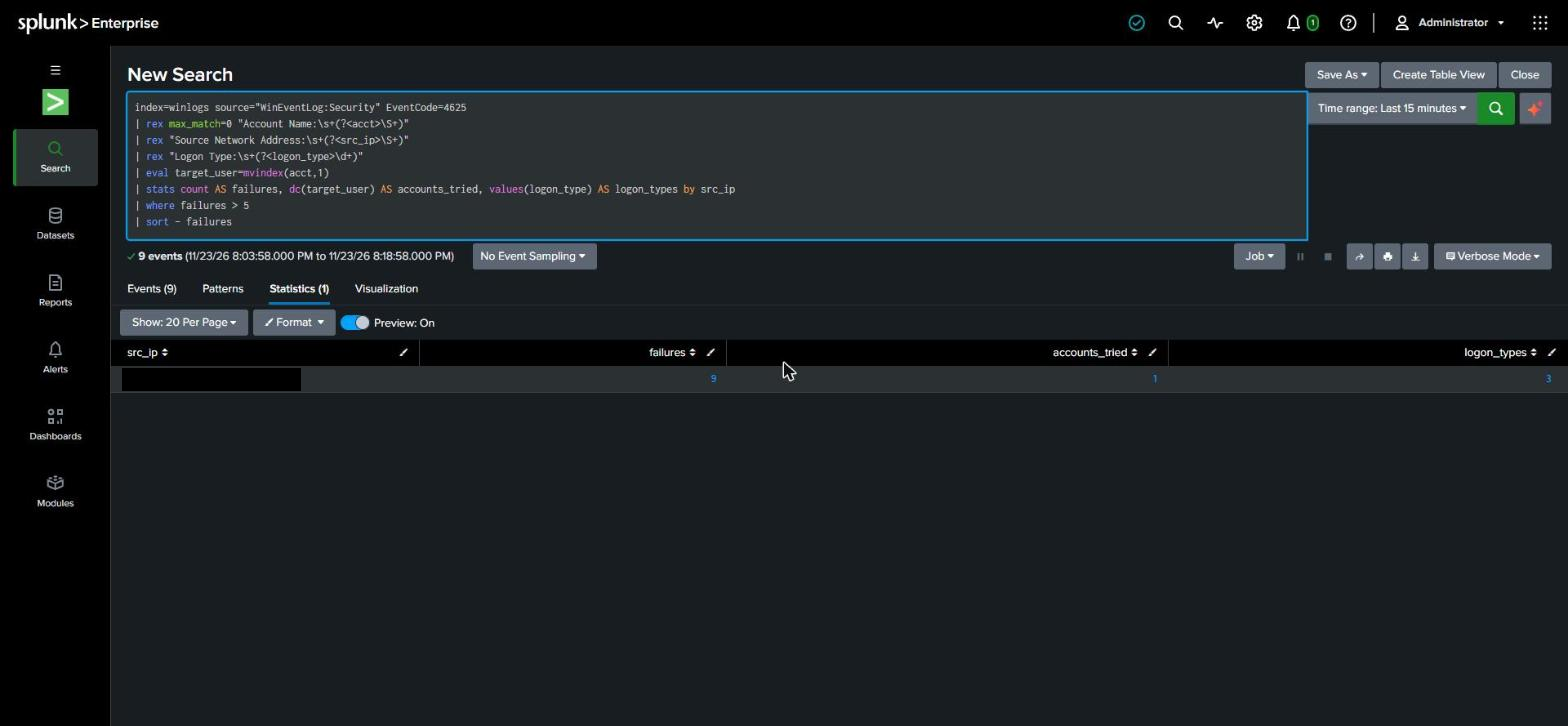 splunk>Enterprise
1
Administrator
New Search
Save As
Create Table View
Close
index=winlogs source="WinEventLog:Security" EventCode=4625
| rex max_match=0 "Account Name:\s+(?<acct>\S+)"
| rex "Source Network Address:\s+(?<src_ip>\S+)"
| rex "Logon Type:\s+(?<logon_type>\d+)"
| eval target_user=mvindex(acct,1)
| stats count AS failures, dc(target_user) AS accounts_tried, values(logon_type) AS logon_types by src_ip
| where failures > 5
| sort - failures
Time range: Last 15 minutes
Search
Datasets
Reports
Alerts
Dashboards
Modules
9 events (11/23/26 8:03:58.000 PM to 11/23/26 8:18:58.000 PM)
No Event Sampling
Job
Verbose Mode
Events (9)
Patterns
Statistics (1)
Visualization
Show: 20 Per Page
Format
Preview: On
src_ip
failures
accounts_tried
logon_types
9
1
3